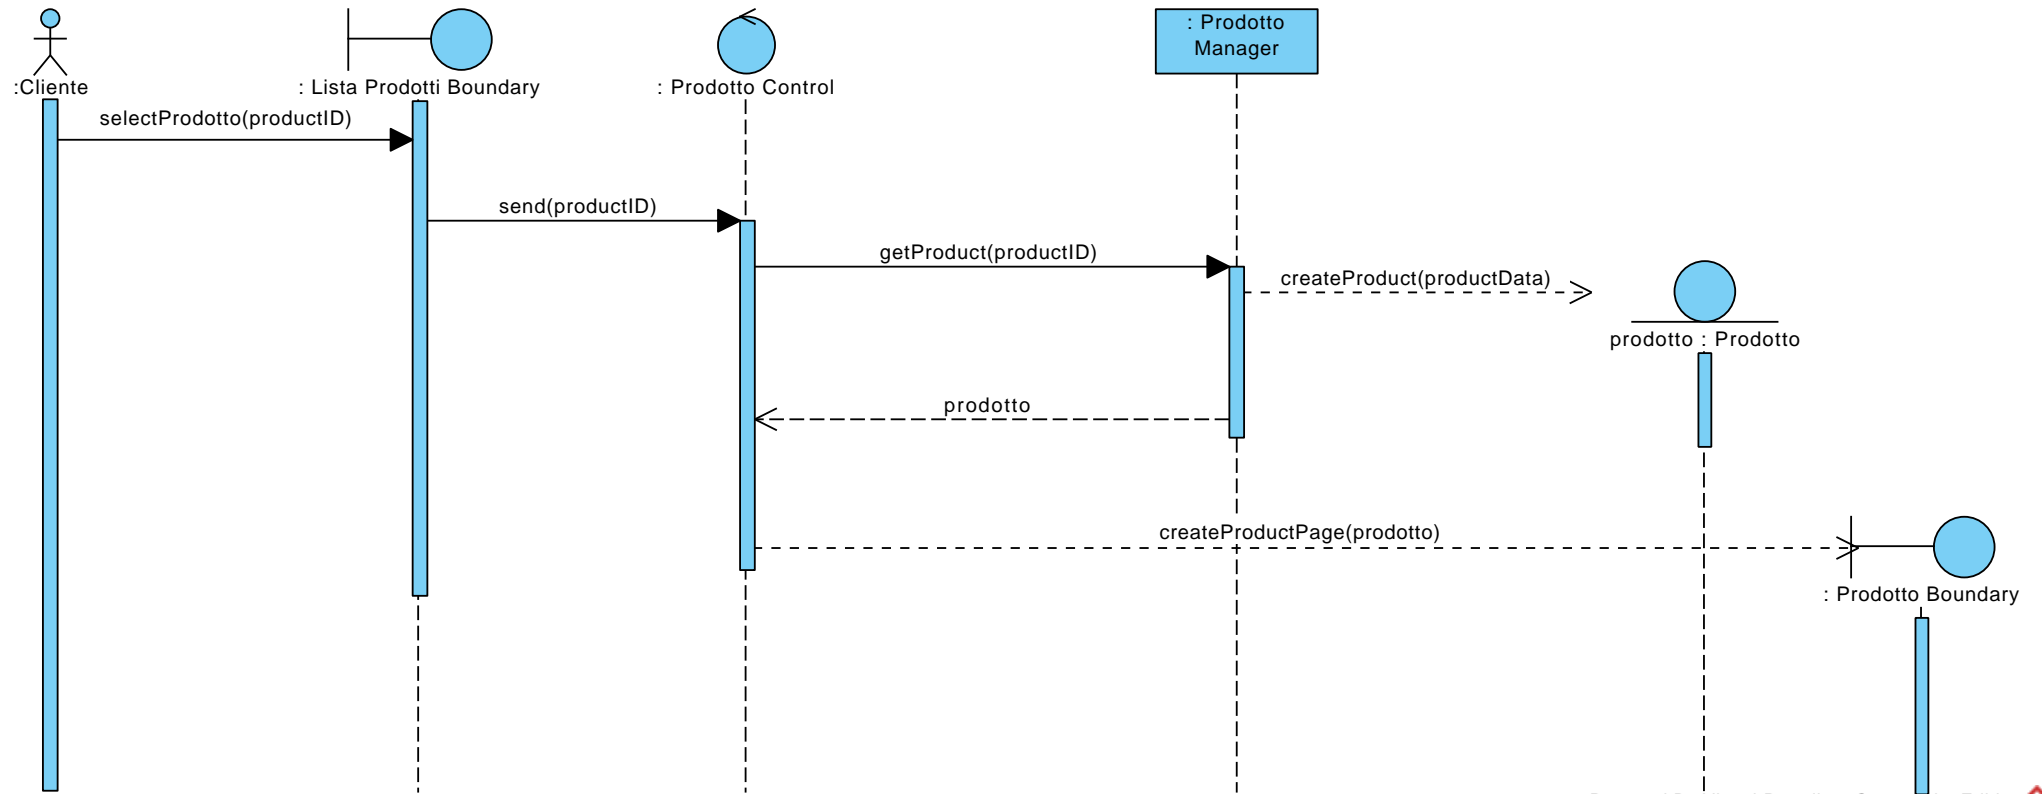 : Prodotto
Manager
:Cliente
: Lista Prodotti Boundary
: Prodotto Control
selectProdotto(productID)
send(productID)
getProduct(productID)
createProduct(productData)
prodotto : Prodotto
prodotto
createProductPage(prodotto)
: Prodotto Boundary